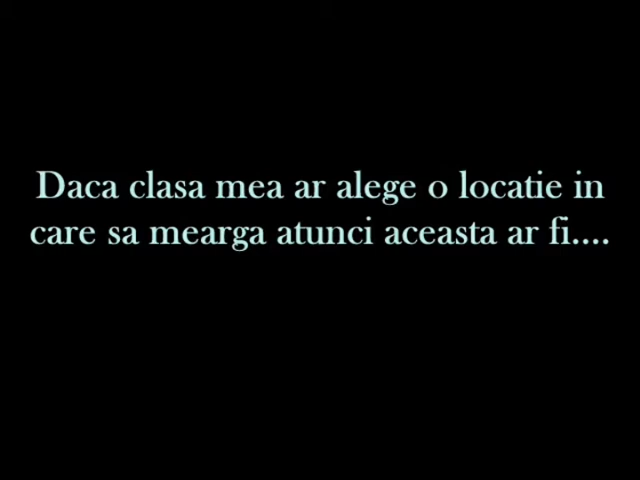 Daca clasa mea ar alege o locatie in
care sa mearga atunci aceasta ar fi....